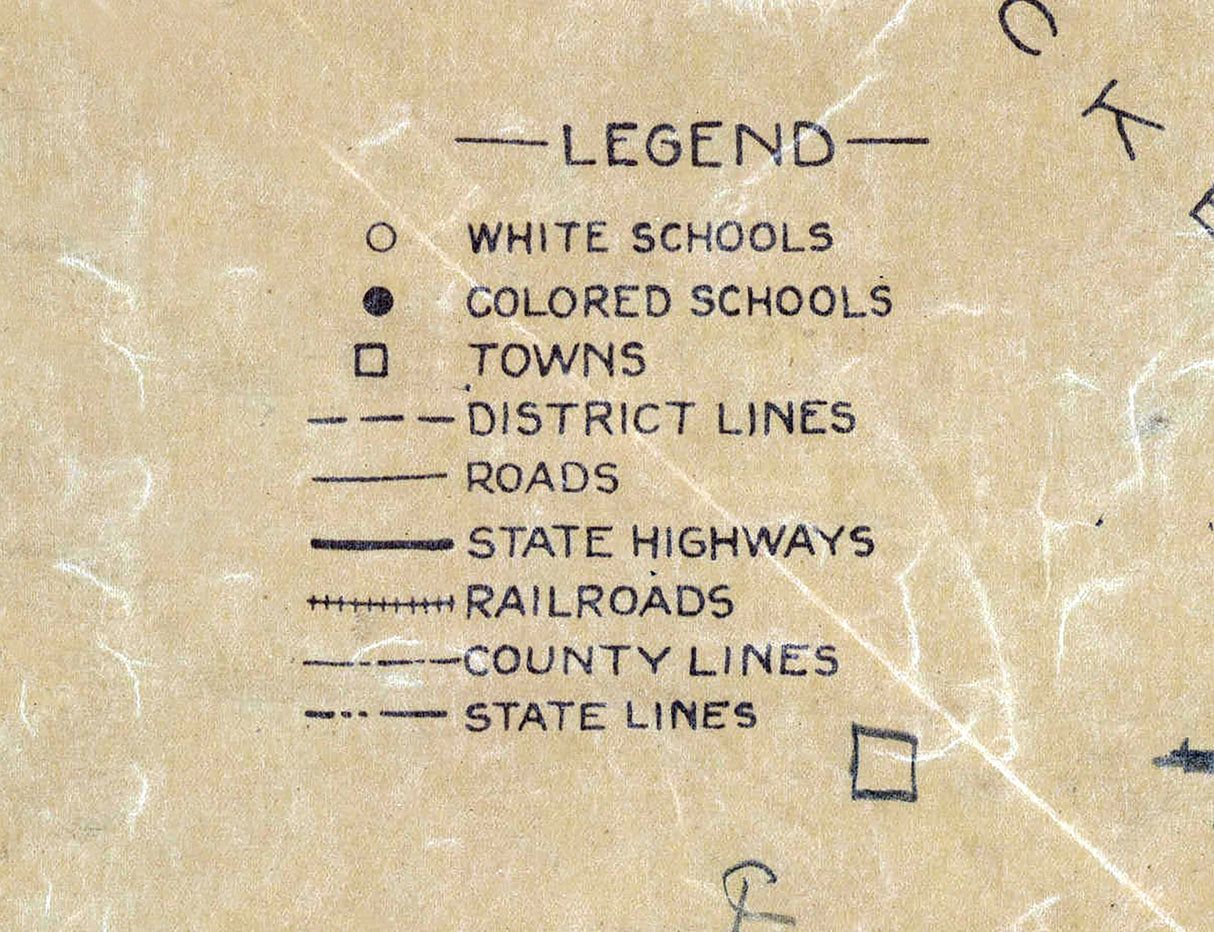 C
K
LEGEND
WHITE SCHOOLS
COLORED SCHOOLS
TOWNS
DISTRICT LINES
ROADS
STATE HIGHWAYS
RAILROADS
COUNTY LINES
STATE LINES